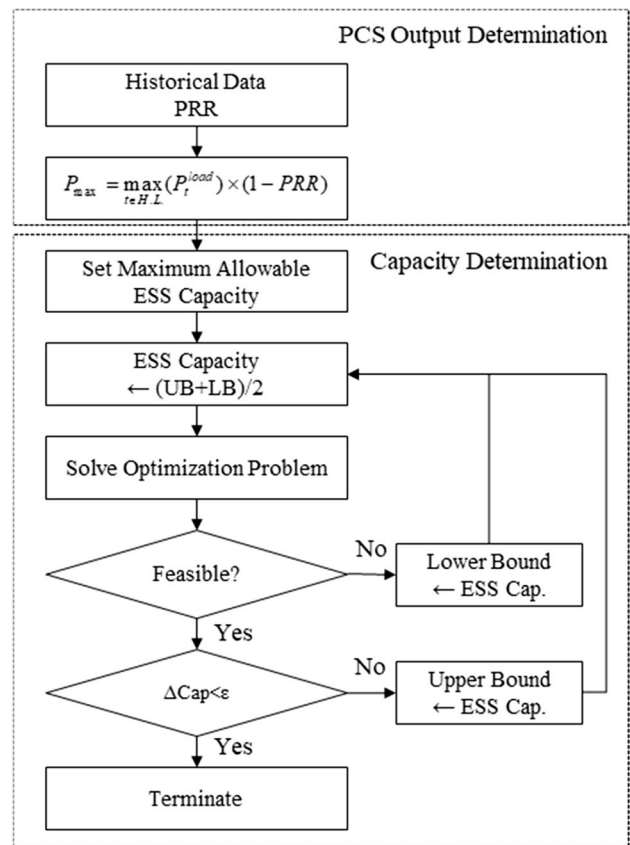 PCS Output Determination
Historical Data
PRR
P_max = max_{t∈H.L.}(P_t^{load})×(1−PRR)
Capacity Determination
Set Maximum Allowable
ESS Capacity
ESS Capacity
← (UB+LB)/2
Solve Optimization Problem
Feasible?
No
Lower Bound
← ESS Cap.
Yes
ΔCap<ε
No
Upper Bound
← ESS Cap.
Yes
Terminate